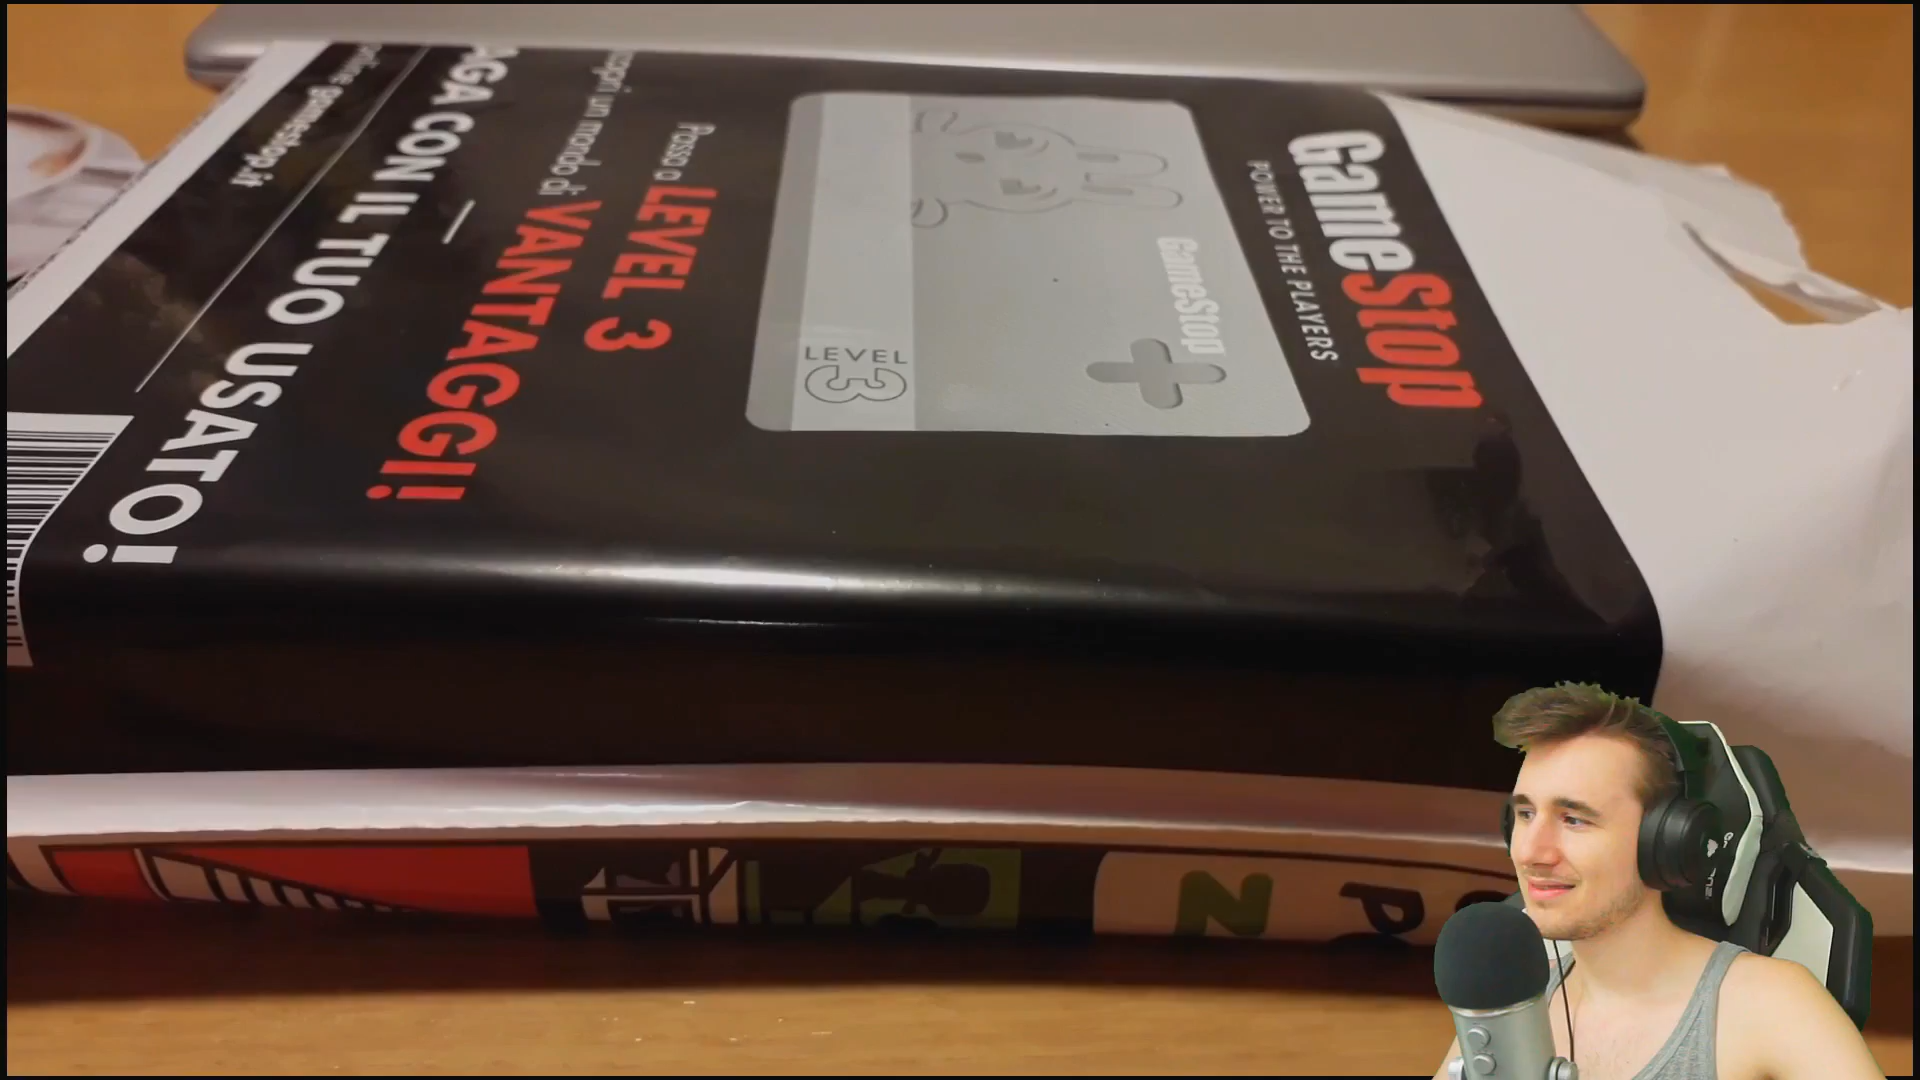 GameStop
POWER TO THE PLAYERS
GameStop
LEVEL
3
Passa a LEVEL 3
un mondo di VANTAGGI!
CON IL TUO USATO!
gamestop.it
Z